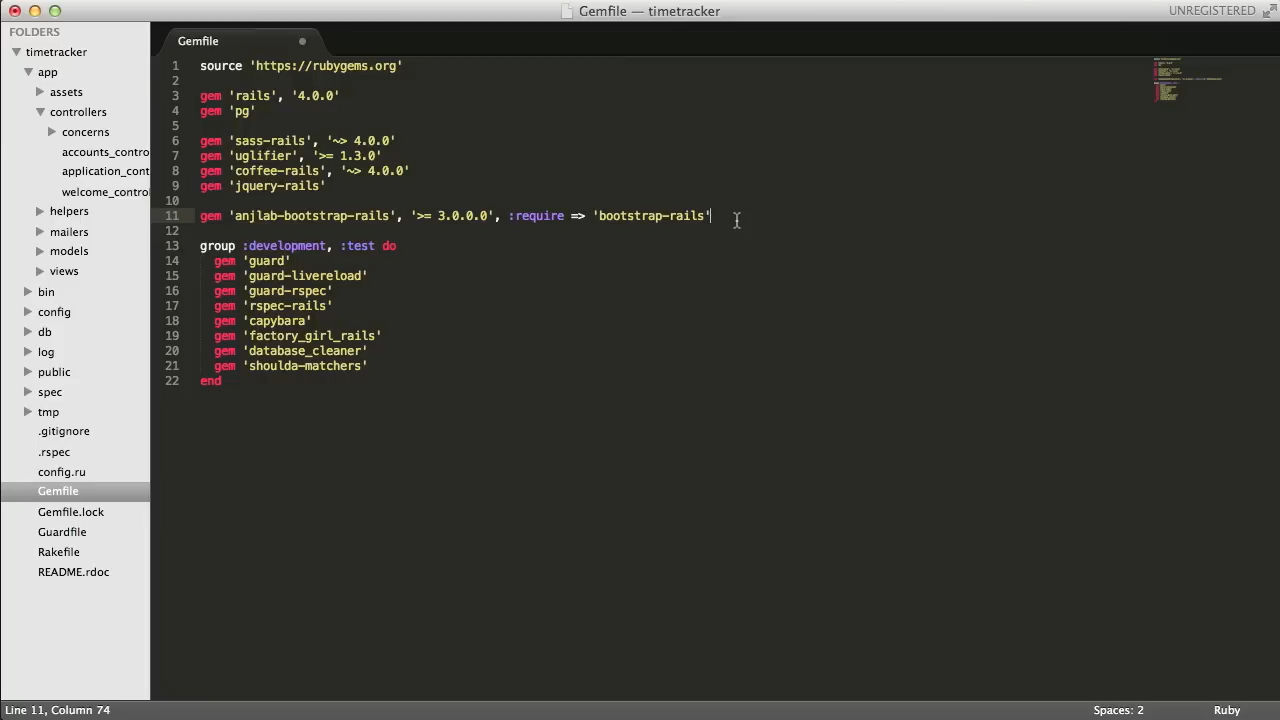 Gemfile — timetracker
UNREGISTERED
FOLDERS
timetracker
app
assets
controllers
concerns
accounts_contro
application_cont
welcome_contro
helpers
mailers
models
views
bin
config
db
log
public
spec
tmp
.gitignore
.rspec
config.ru
Gemfile
Gemfile.lock
Guardfile
Rakefile
README.rdoc
Gemfile
1 source 'https://rubygems.org'
2
3 gem 'rails', '4.0.0'
4 gem 'pg'
5
6 gem 'sass-rails', '~> 4.0.0'
7 gem 'uglifier', '>= 1.3.0'
8 gem 'coffee-rails', '~> 4.0.0'
9 gem 'jquery-rails'
10
11 gem 'anjlab-bootstrap-rails', '>= 3.0.0.0', :require => 'bootstrap-rails'
12
13 group :development, :test do
14 gem 'guard'
15 gem 'guard-livereload'
16 gem 'guard-rspec'
17 gem 'rspec-rails'
18 gem 'capybara'
19 gem 'factory_girl_rails'
20 gem 'database_cleaner'
21 gem 'shoulda-matchers'
22 end
Line 11, Column 74
Spaces: 2
Ruby